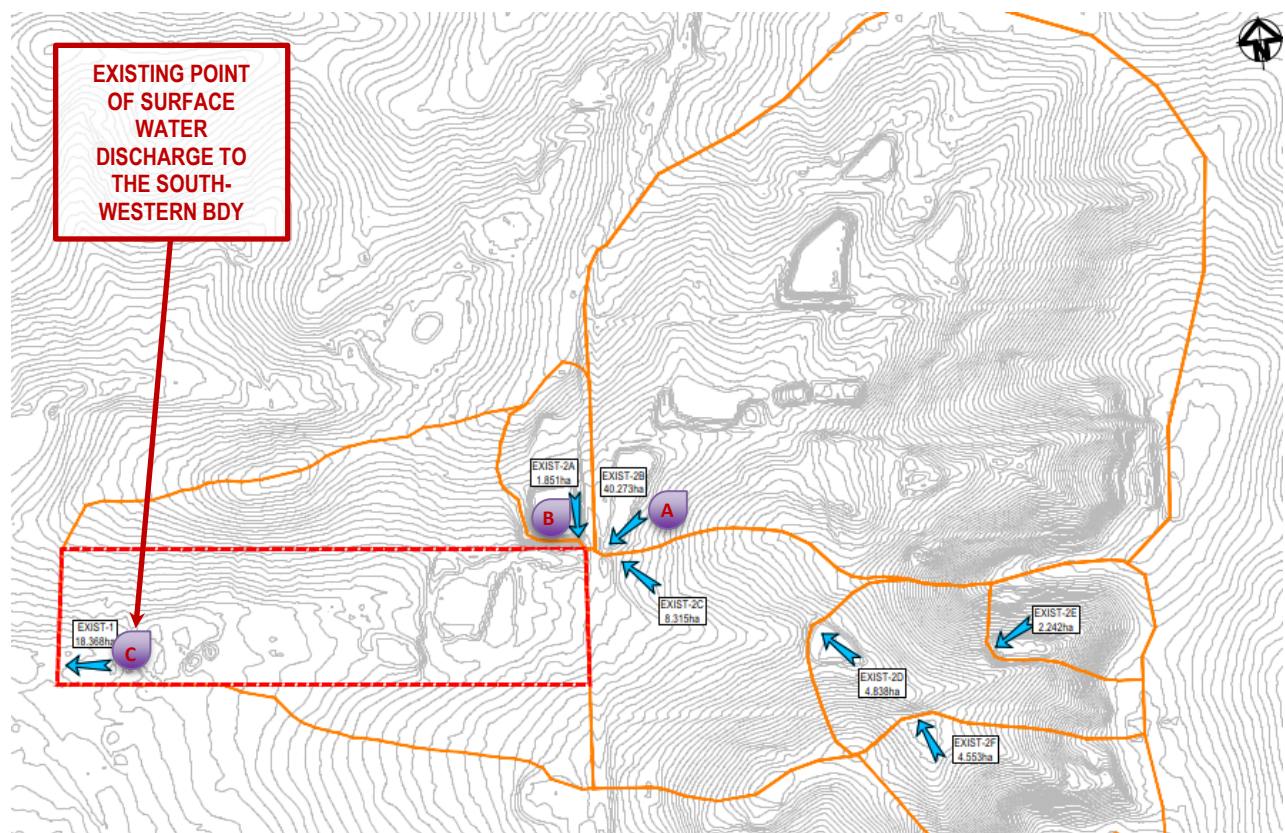 EXISTING POINT
OF SURFACE
WATER
DISCHARGE TO
THE SOUTH-
WESTERN BDY
N
EXIST-2A
1.851ha
EXIST-2B
40.273ha
B
A
EXIST-2C
8.315ha
EXIST-2E
2.242ha
EXIST-1
18.368ha
C
EXIST-2D
4.838ha
EXIST-2F
4.553ha